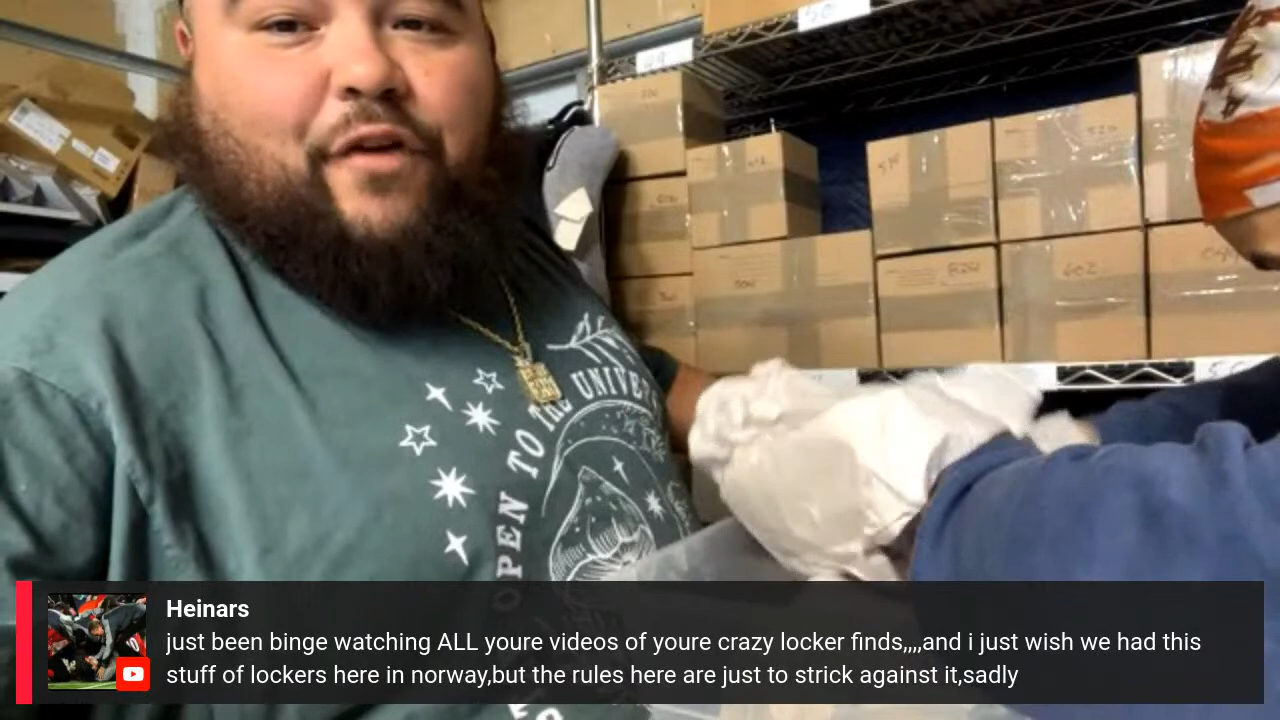 OPEN TO THE UNIVE
602
Heinars
just been binge watching ALL youre videos of youre crazy locker finds,,,,and i just wish we had this
stuff of lockers here in norway,but the rules here are just to strick against it,sadly